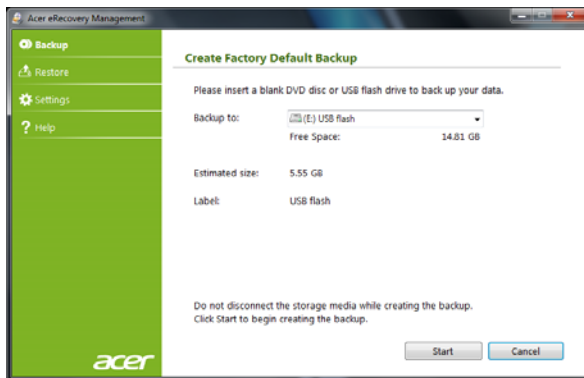 Acer eRecovery Management
Backup
Restore
Settings
? Help
Create Factory Default Backup
Please insert a blank DVD disc or USB flash drive to back up your data.
Backup to: (E:) USB flash
Free Space: 14.81 GB
Estimated size: 5.55 GB
Label: USB flash
Do not disconnect the storage media while creating the backup.
Click Start to begin creating the backup.
Start Cancel
acer